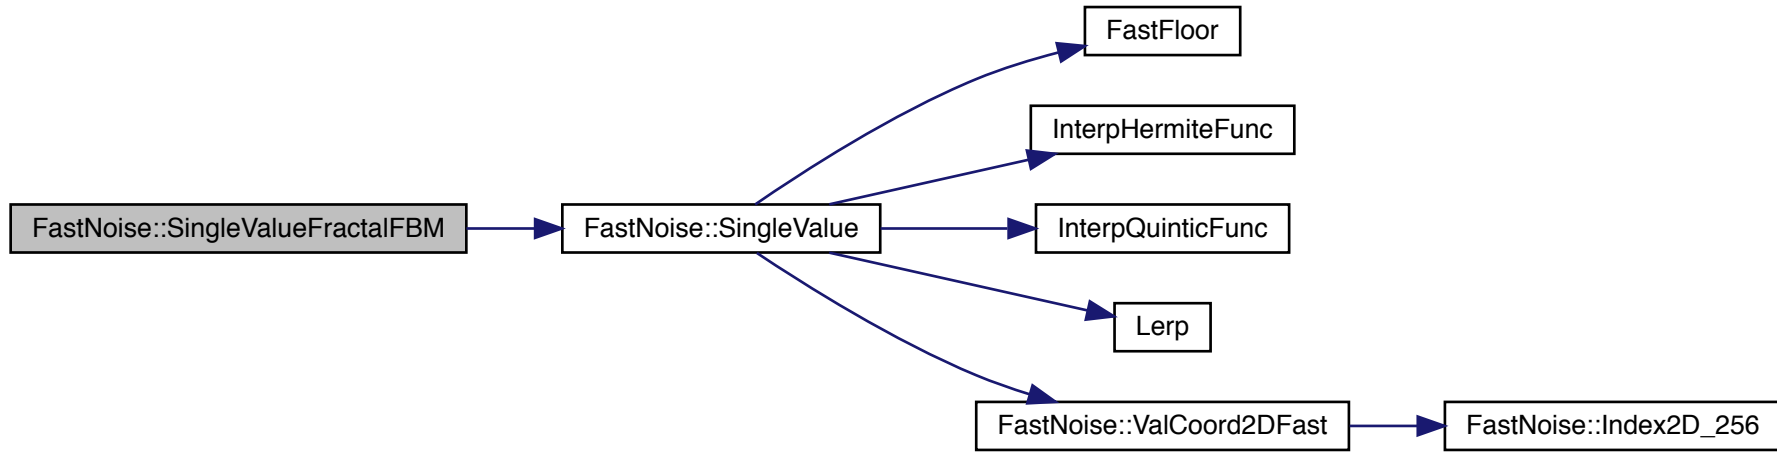 FastFloor
InterpHermiteFunc
FastNoise::SingleValueFractalFBM
FastNoise::SingleValue
InterpQuinticFunc
Lerp
FastNoise::ValCoord2DFast
FastNoise::Index2D_256